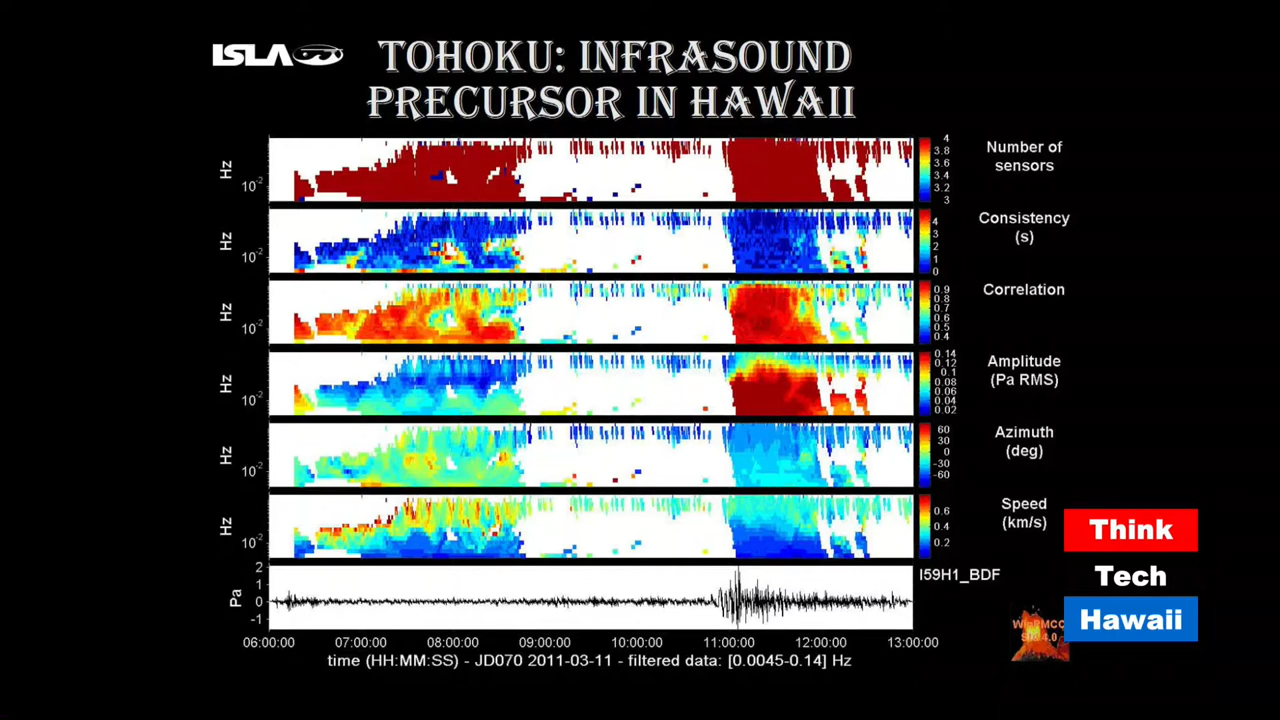 ISLA
TOHOKU: INFRASOUND
PRECURSOR IN HAWAII
Hz
10⁻²
4
3.8
3.6
3.4
3.2
3
Number of
sensors
Hz
10⁻²
4
3
2
1
0
Consistency
(s)
Hz
10⁻²
0.9
0.8
0.7
0.6
0.5
0.4
Correlation
Hz
10⁻²
0.14
0.12
0.1
0.08
0.06
0.04
0.02
Amplitude
(Pa RMS)
Hz
10⁻²
60
30
0
-30
-60
Azimuth
(deg)
Hz
10⁻²
0.6
0.4
0.2
Speed
(km/s)
Pa
2
1
0
-1
I59H1_BDF
06:00:00 07:00:00 08:00:00 09:00:00 10:00:00 11:00:00 12:00:00 13:00:00
time (HH:MM:SS) - JD070 2011-03-11 - filtered data: [0.0045-0.14] Hz
Think
Tech
Hawaii